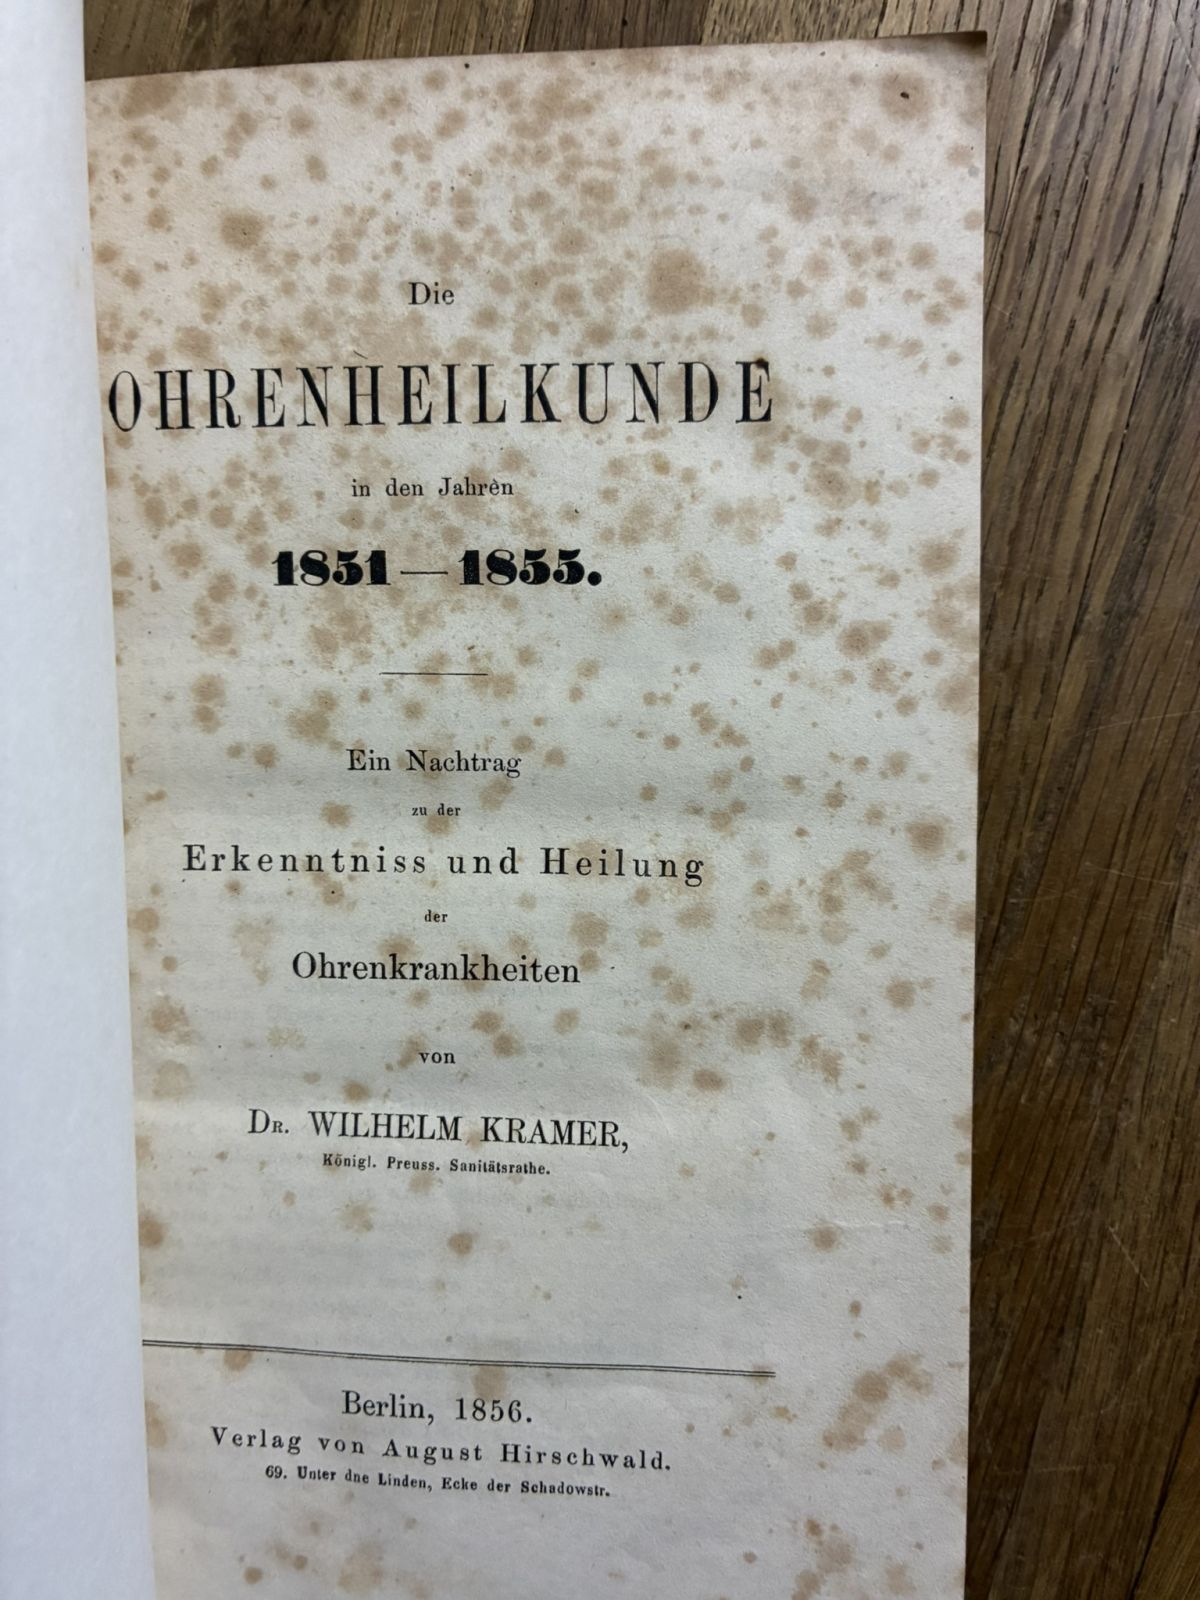 Die
OHRENHEILKUNDE
in den Jahren
1851—1855.
Ein Nachtrag
zu der
Erkenntniss und Heilung
der
Ohrenkrankheiten
von
DR. WILHELM KRAMER,
Königl. Preuss. Sanitätsrathe.
Berlin, 1856.
Verlag von August Hirschwald.
69. Unter dne Linden, Ecke der Schadowstr.